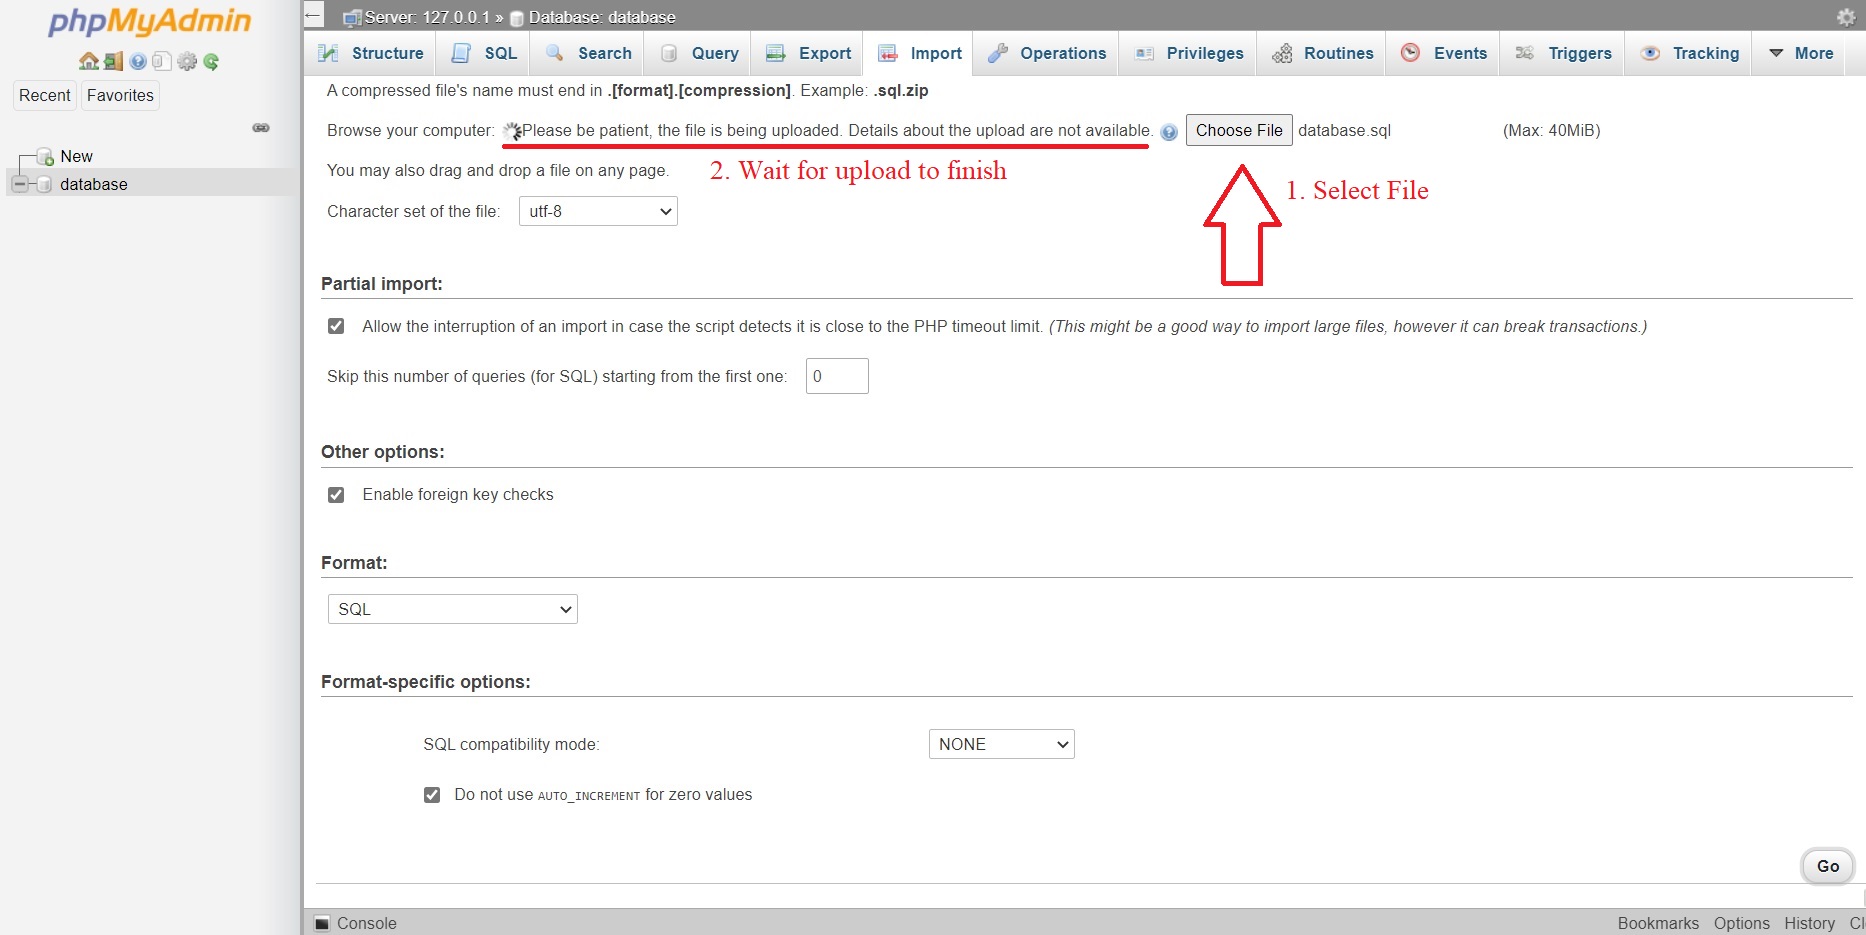 phpMyAdmin
Recent Favorites
New
database
Server: 127.0.0.1 » Database: database
Structure SQL Search Query Export Import Operations Privileges Routines Events Triggers Tracking More
A compressed file's name must end in .[format].[compression]. Example: .sql.zip
Browse your computer: Please be patient, the file is being uploaded. Details about the upload are not available. Choose File database.sql (Max: 40MiB)
You may also drag and drop a file on any page.
2. Wait for upload to finish
1. Select File
Character set of the file: utf-8
Partial import:
Allow the interruption of an import in case the script detects it is close to the PHP timeout limit. (This might be a good way to import large files, however it can break transactions.)
Skip this number of queries (for SQL) starting from the first one: 0
Other options:
Enable foreign key checks
Format:
SQL
Format-specific options:
SQL compatibility mode: NONE
Do not use AUTO_INCREMENT for zero values
Go
Console Bookmarks Options History Cl